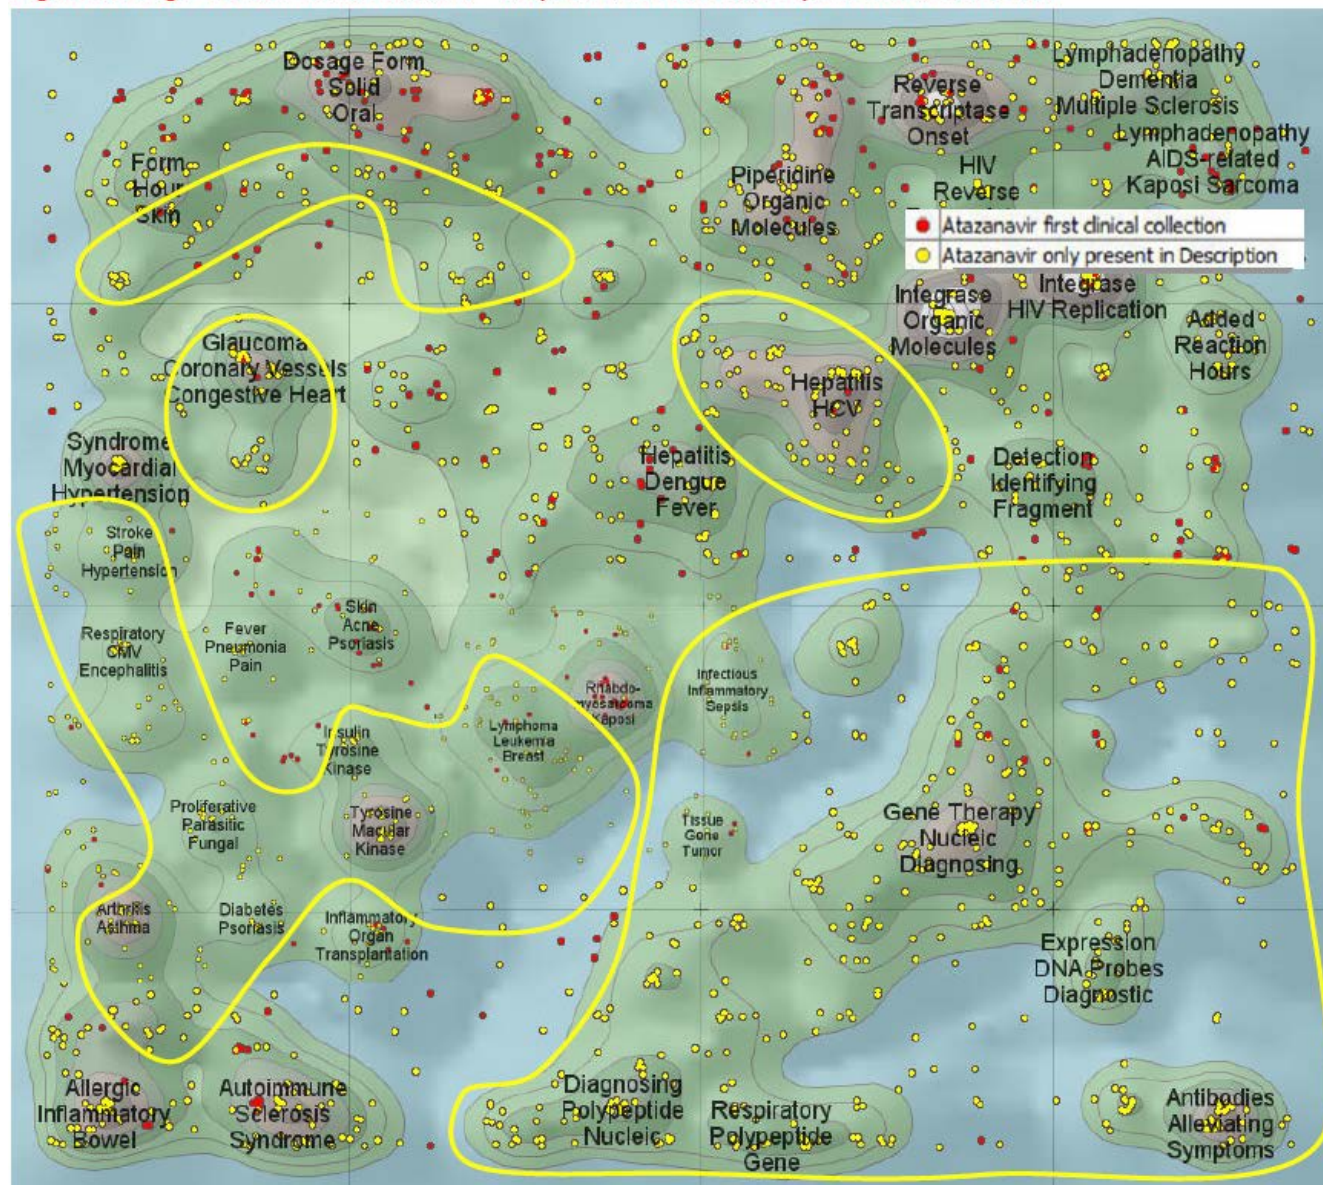 Dosage Form
Solid
Oral
Reverse
Transcriptase
Onset
Lymphadenopathy
Dementia
Multiple Sclerosis
Lymphadenopathy
AIDS-related
Kaposi Sarcoma
Form
Hour
Skin
Piperidine
Organic
Molecules
HIV
Reverse
Atazanavir first clinical collection
Atazanavir only present in Description
Integrase
Organic
Molecules
Integrase
HIV Replication
Added
Reaction
Hours
Glaucoma
Coronary Vessels
Congestive Heart
Hepatitis
HCV
Syndrome
Myocardial
Hypertension
Hepatitis
Dengue
Fever
Detection
Identifying
Fragment
Stroke
Pain
Hypertension
Respiratory
CMV
Encephalitis
Fever
Pneumonia
Pain
Skin
Acne
Psoriasis
Infectious
Inflammatory
Sepsis
Rhabdo-
myosarcoma
Kaposi
Insulin
Tyrosine
Kinase
Lymphoma
Leukemia
Breast
Proliferative
Parasitic
Fungal
Tyrosine
Macular
Kinase
Tissue
Gene
Tumor
Gene Therapy
Nucleic
Diagnosing
Arthritis
Asthma
Diabetes
Psoriasis
Inflammatory
Organ
Transplantation
Expression
DNA Probes
Diagnostic
Allergic
Inflammatory
Bowel
Autoimmune
Sclerosis
Syndrome
Diagnosing
Polypeptide
Nucleic
Respiratory
Polypeptide
Gene
Antibodies
Alleviating
Symptoms